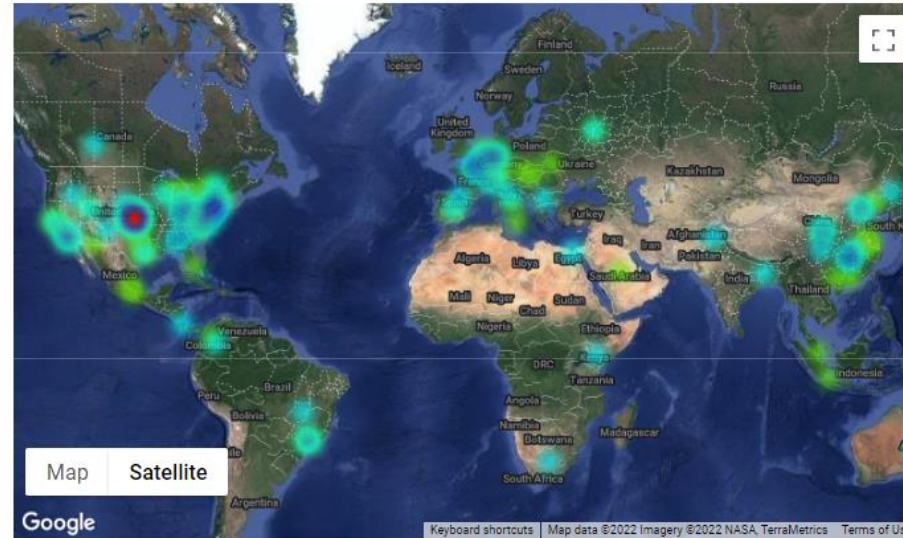 Finland
Iceland
Sweden
Russia
Norway
Canada
United
Kingdom
Poland
Ukraine
Kazakhstan
Mongolia
Turkey
Afghanistan
China
South K
Iraq
Iran
Pakistan
Algeria
Libya
Egypt
Saudi Arabia
India
Mexico
Mali
Niger
Sudan
Chad
Thailand
Nigeria
Ethiopia
Venezuela
Colombia
DRC
Kenya
Indonesia
Tanzania
Peru
Brazil
Angola
Bolivia
Namibia
Madagascar
Botswana
South Africa
Argentina
Map Satellite
Google
Keyboard shortcuts Map data ©2022 Imagery ©2022 NASA, TerraMetrics Terms of Us